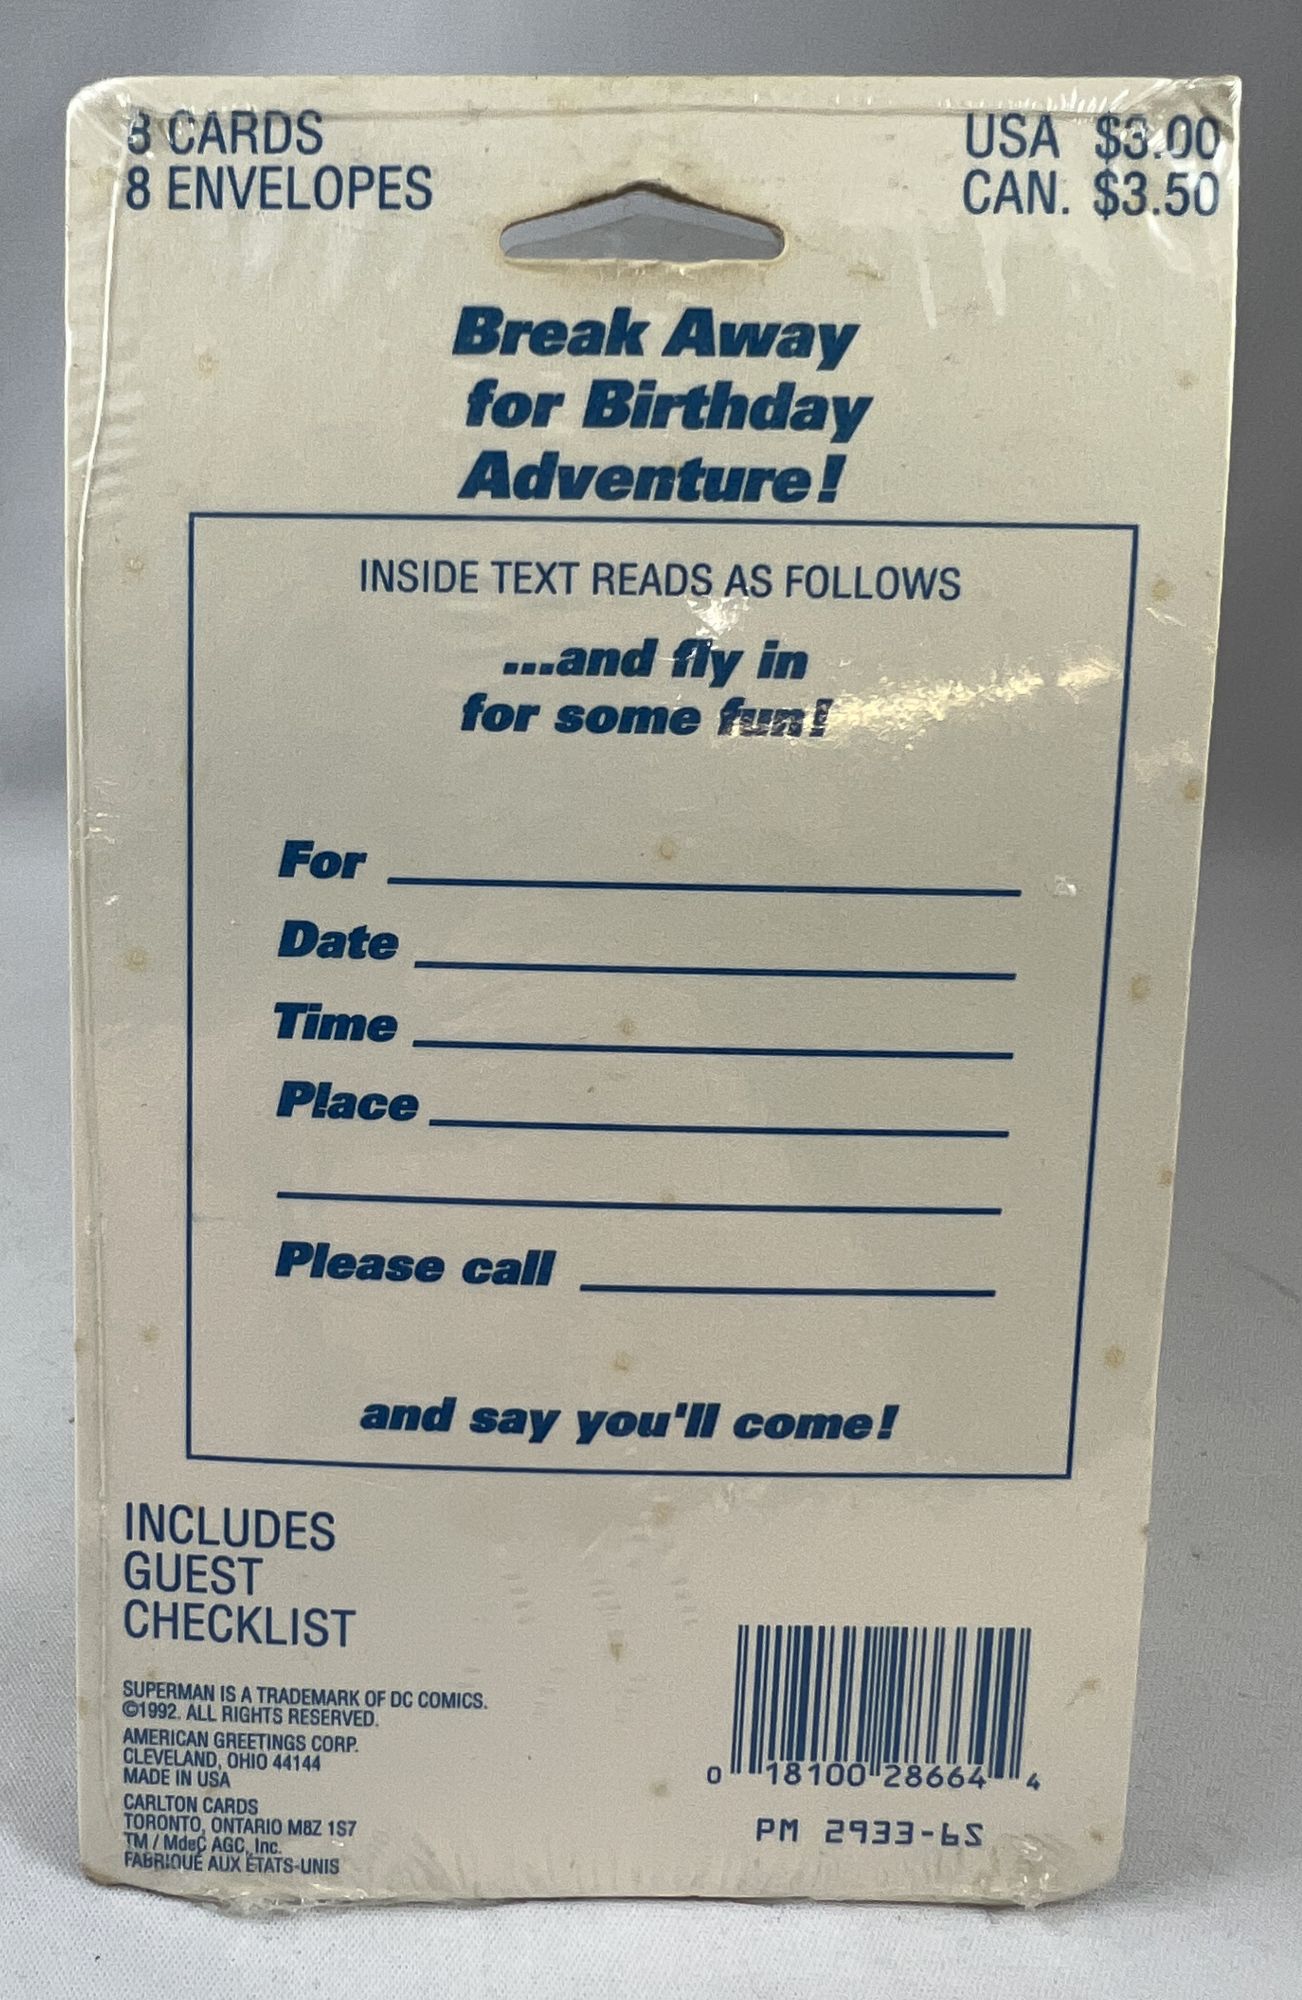 8 CARDS
8 ENVELOPES
USA $3.00
CAN. $3.50
Break Away
for Birthday
Adventure!
INSIDE TEXT READS AS FOLLOWS
...and fly in
for some fun!
For
Date
Time
Place
Please call
and say you'll come!
INCLUDES
GUEST
CHECKLIST
SUPERMAN IS A TRADEMARK OF DC COMICS.
©1992. ALL RIGHTS RESERVED.
AMERICAN GREETINGS CORP.
CLEVELAND, OHIO 44144
MADE IN USA
CARLTON CARDS
TORONTO, ONTARIO M8Z 1S7
TM / MdeC AGC, Inc.
FABRIQUÉ AUX ÉTATS-UNIS
0 18100 28664 4
PM 2933-6S